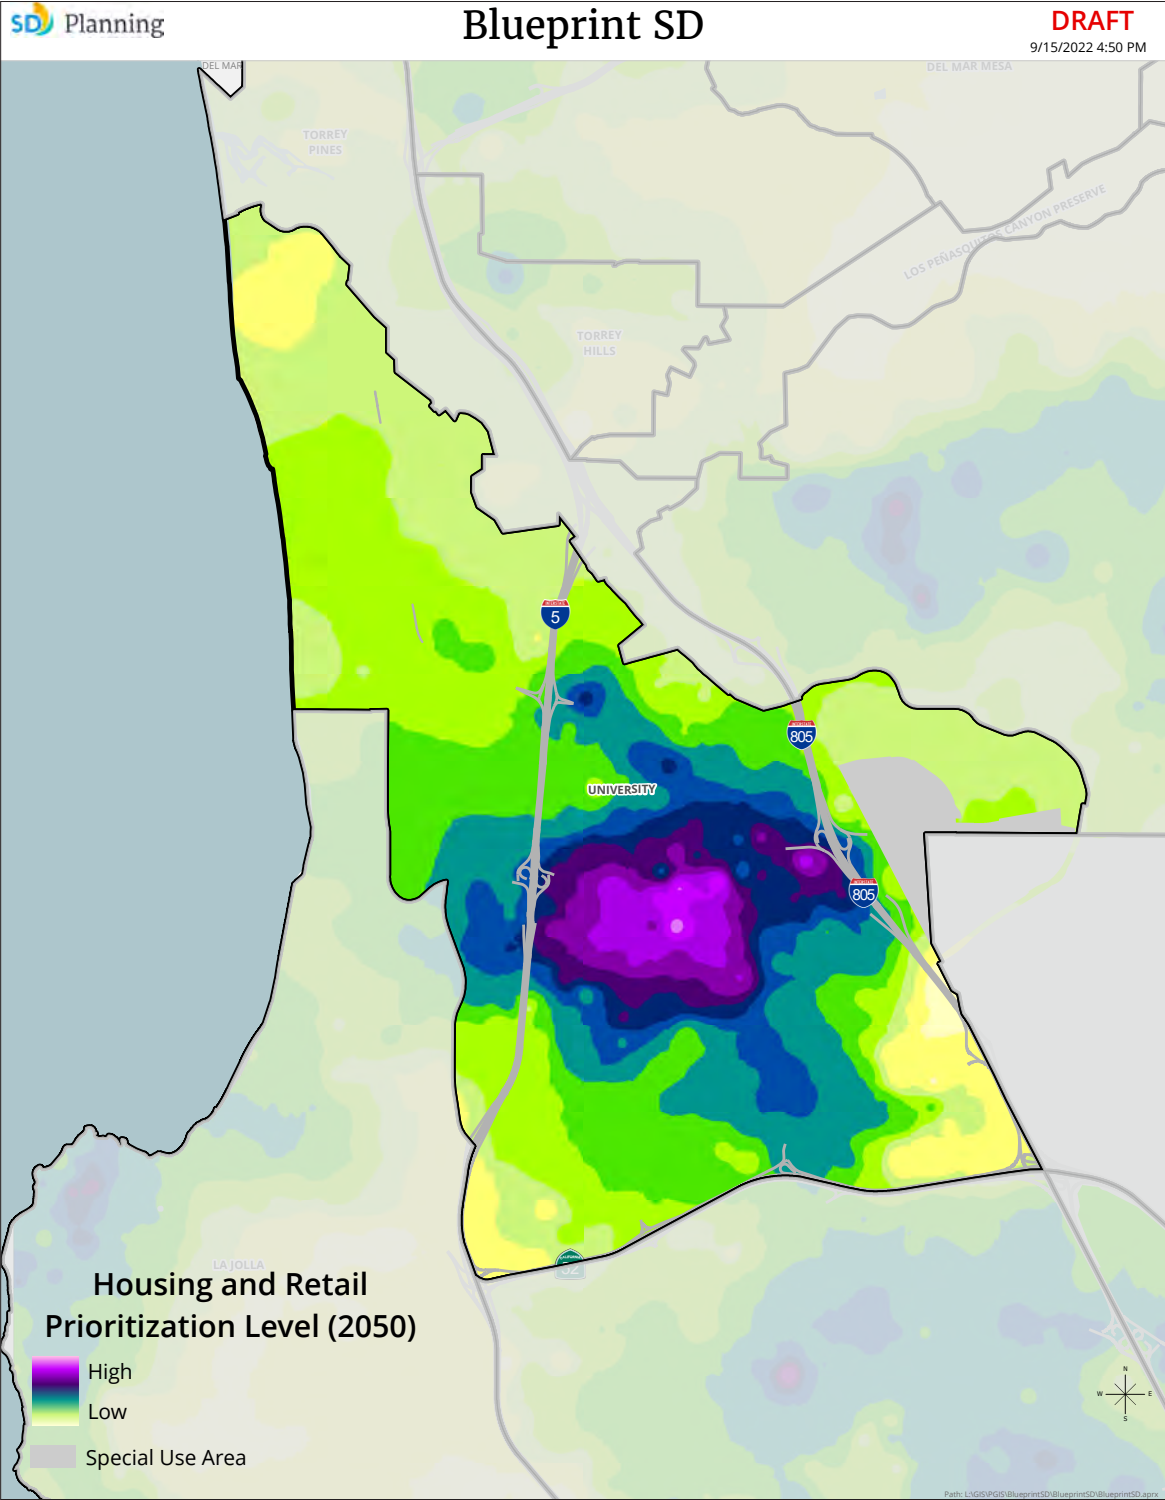 SD Planning
Blueprint SD
DRAFT
9/15/2022 4:50 PM
DEL MAR
DEL MAR MESA
TORREY
PINES
LOS PEÑASQUITOS CANYON PRESERVE
TORREY
HILLS
5
805
UNIVERSITY
805
CALIFORNIA
52
LA JOLLA
Housing and Retail
Prioritization Level (2050)
High
Low
Special Use Area
N
W
E
S
Path: L:\GIS\PGIS\BlueprintSD\BlueprintSD\BlueprintSD.aprx